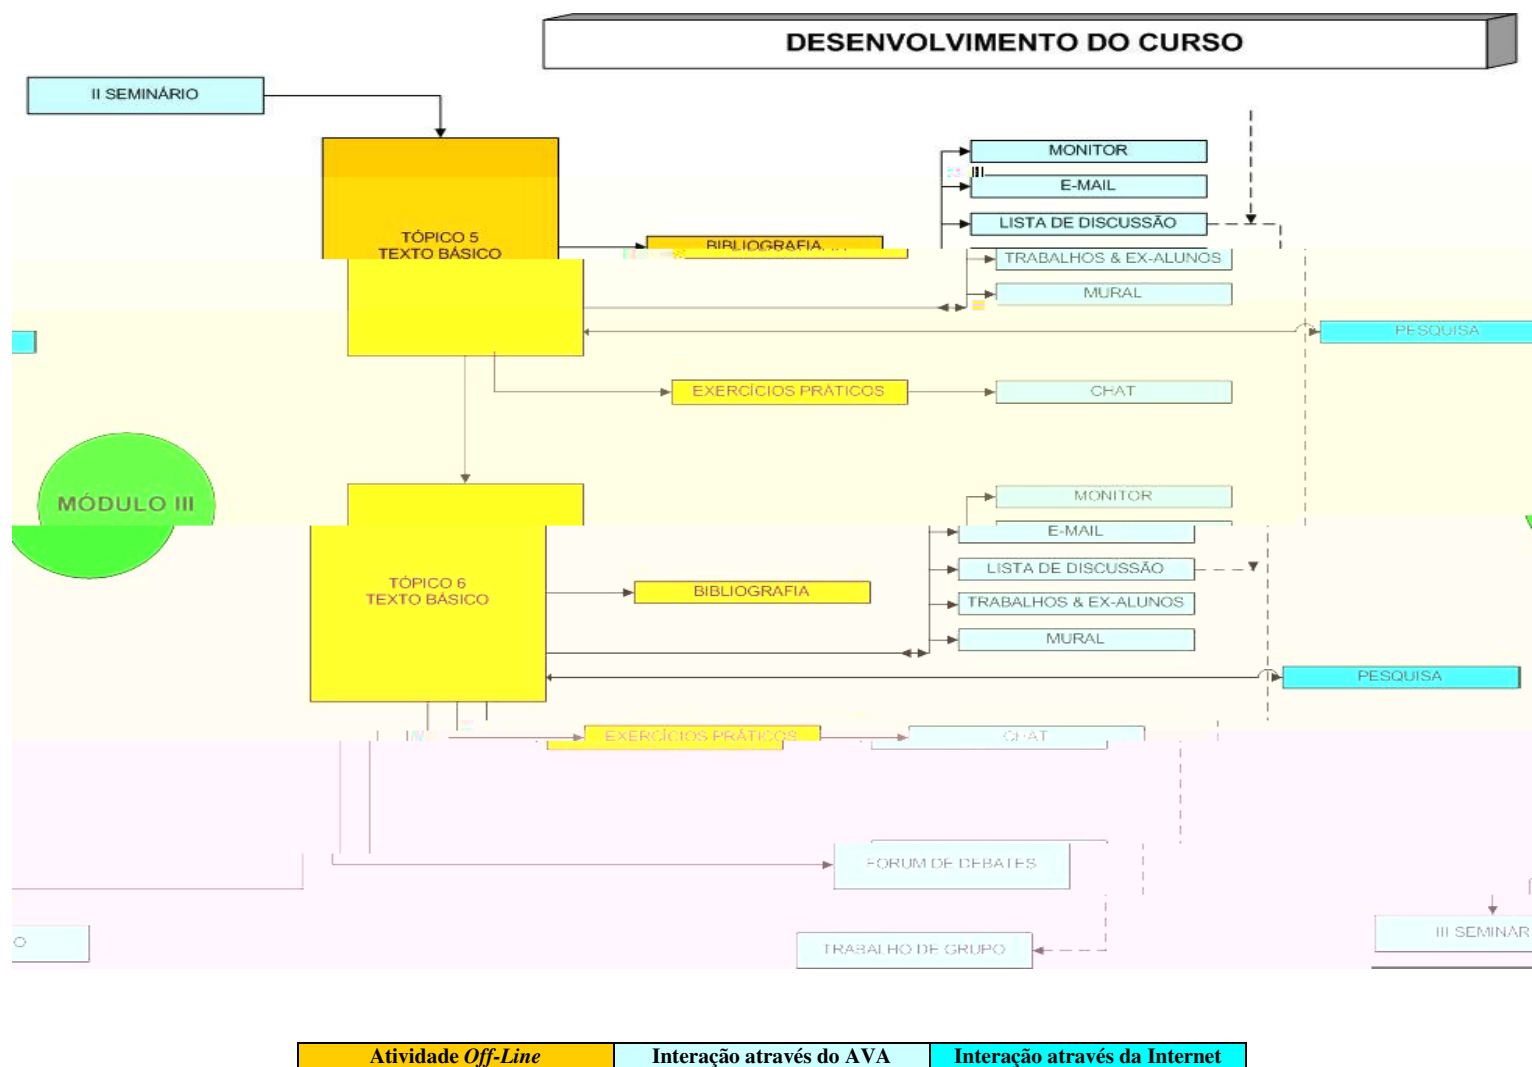 DESENVOLVIMENTO DO CURSO
II SEMINÁRIO
MONITOR
E-MAIL
LISTA DE DISCUSSÃO
TÓPICO 5
TEXTO BÁSICO
BIBLIOGRAFIA
TRABALHOS & EX-ALUNOS
MURAL
PESQUISA
EXERCÍCIOS PRÁTICOS
CHAT
MÓDULO III
MONITOR
E-MAIL
LISTA DE DISCUSSÃO
TÓPICO 6
TEXTO BÁSICO
BIBLIOGRAFIA
TRABALHOS & EX-ALUNOS
MURAL
PESQUISA
EXERCÍCIOS PRÁTICOS
CHAT
FORUM DE DEBATES
O
III SEMINÁR
TRABALHO DE GRUPO
Atividade Off-Line
Interação através do AVA
Interação através da Internet